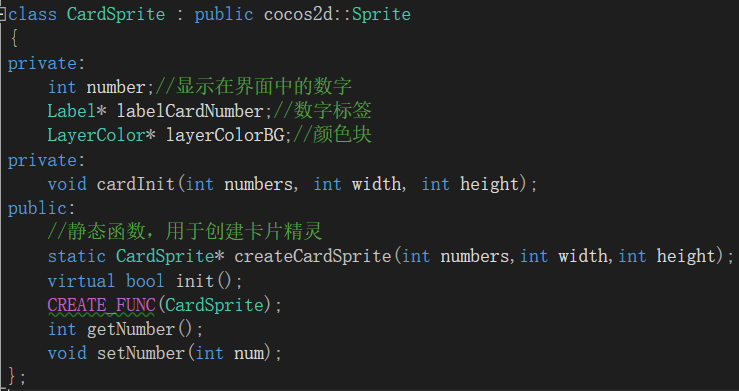 class CardSprite : public cocos2d::Sprite
{
private:
int number;//显示在界面中的数字
Label* labelCardNumber;//数字标签
LayerColor* layerColorBG;//颜色块
private:
void cardInit(int numbers, int width, int height);
public:
//静态函数，用于创建卡片精灵
static CardSprite* createCardSprite(int numbers,int width,int height);
virtual bool init();
CREATE_FUNC(CardSprite);
int getNumber();
void setNumber(int num);
};